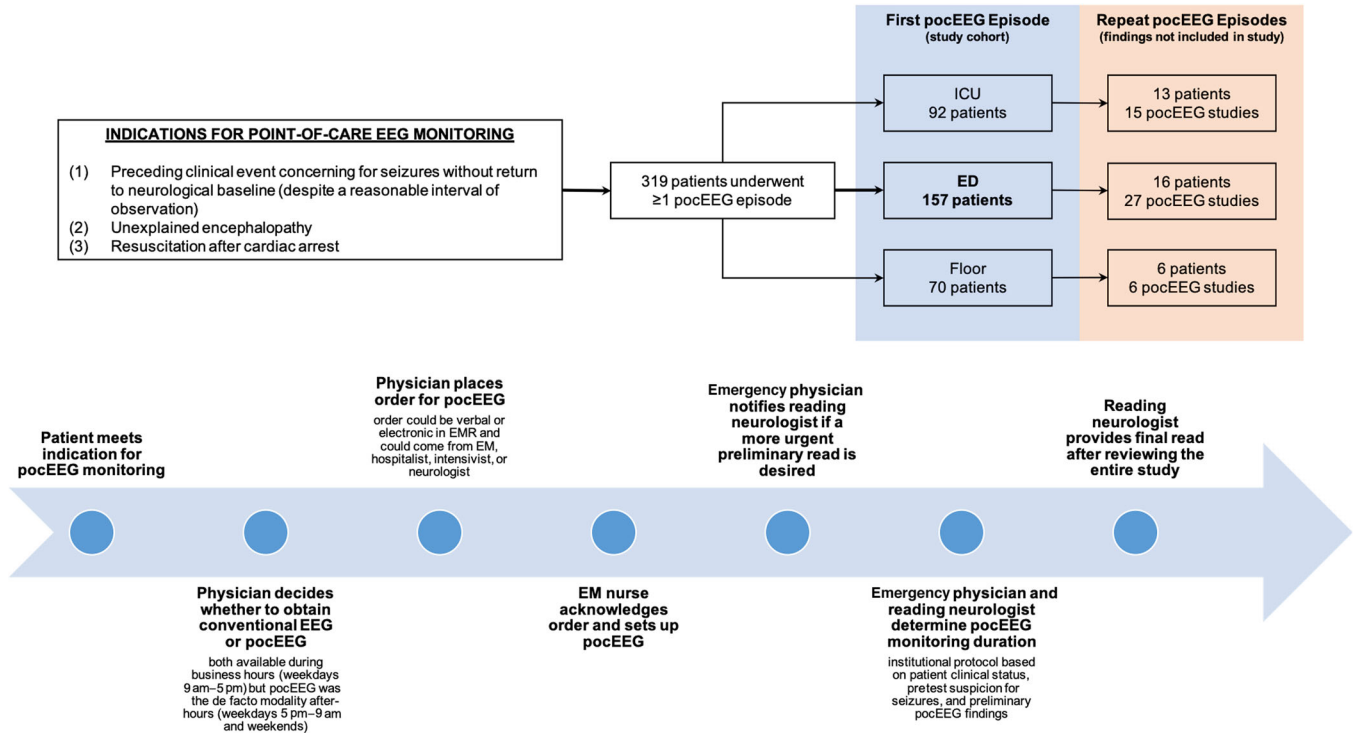 First pocEEG Episode
(study cohort)
Repeat pocEEG Episodes
(findings not included in study)
INDICATIONS FOR POINT-OF-CARE EEG MONITORING
(1) Preceding clinical event concerning for seizures without return
to neurological baseline (despite a reasonable interval of
observation)
(2) Unexplained encephalopathy
(3) Resuscitation after cardiac arrest
319 patients underwent
≥1 pocEEG episode
ICU
92 patients
13 patients
15 pocEEG studies
ED
157 patients
16 patients
27 pocEEG studies
Floor
70 patients
6 patients
6 pocEEG studies
Patient meets
indication for
pocEEG monitoring
Physician decides
whether to obtain
conventional EEG
or pocEEG
both available during
business hours (weekdays
9 am–5 pm) but pocEEG was
the de facto modality after-
hours (weekdays 5 pm–9 am
and weekends)
Physician places
order for pocEEG
order could be verbal or
electronic in EMR and
could come from EM,
hospitalist, intensivist, or
neurologist
EM nurse
acknowledges
order and sets up
pocEEG
Emergency physician
notifies reading
neurologist if a
more urgent
preliminary read is
desired
Emergency physician and
reading neurologist
determine pocEEG
monitoring duration
institutional protocol based
on patient clinical status,
pretest suspicion for
seizures, and preliminary
pocEEG findings
Reading
neurologist
provides final read
after reviewing the
entire study